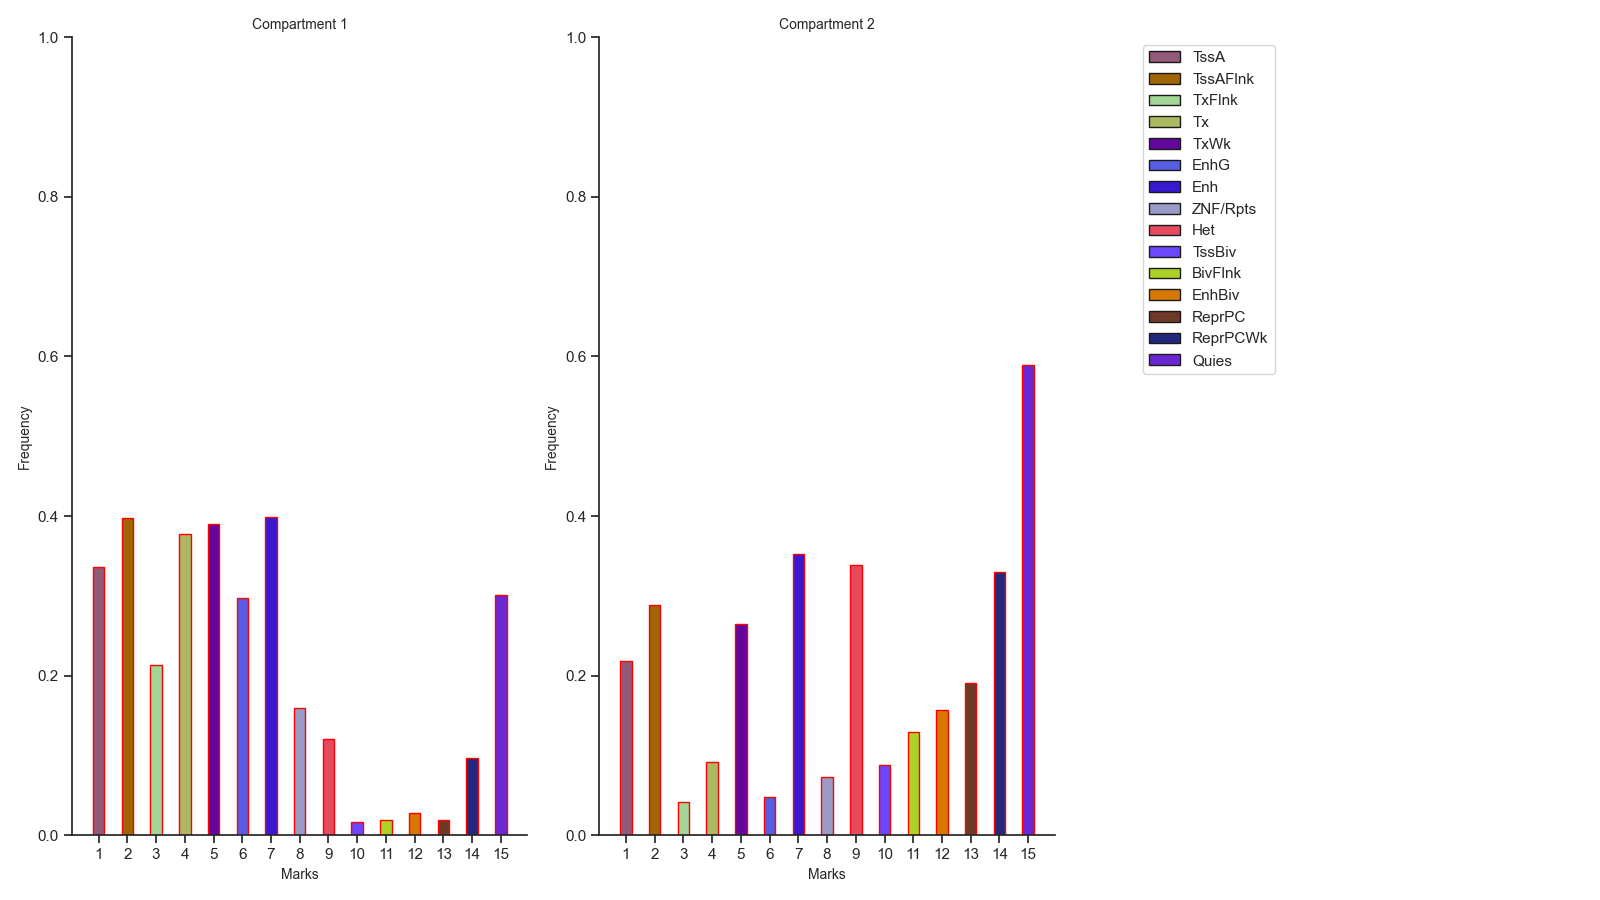 Compartment 1
1.0
0.8
0.6
0.4
0.2
0.0
Frequency
1 2 3 4 5 6 7 8 9 10 11 12 13 14 15
Marks
Compartment 2
1.0
0.8
0.6
0.4
0.2
0.0
Frequency
1 2 3 4 5 6 7 8 9 10 11 12 13 14 15
Marks
TssA
TssAFlnk
TxFlnk
Tx
TxWk
EnhG
Enh
ZNF/Rpts
Het
TssBiv
BivFlnk
EnhBiv
ReprPC
ReprPCWk
Quies